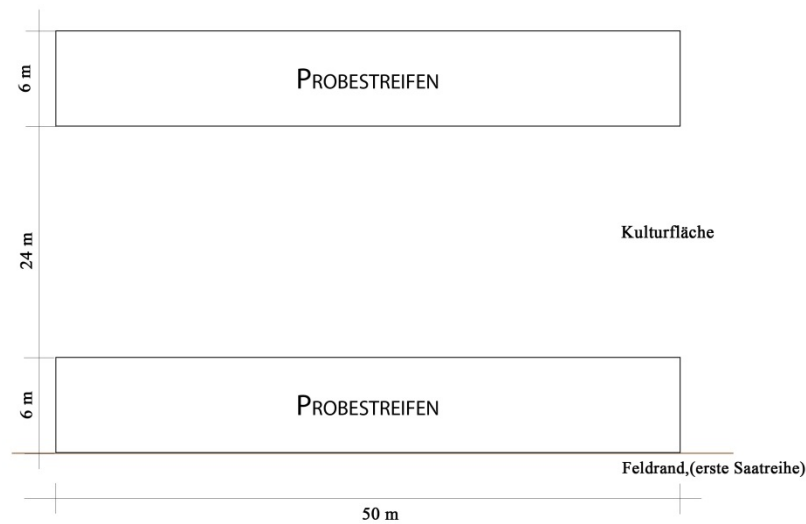 6 m
PROBESTREIFEN
24 m
Kulturfläche
6 m
PROBESTREIFEN
Feldrand,(erste Saatreihe)
50 m